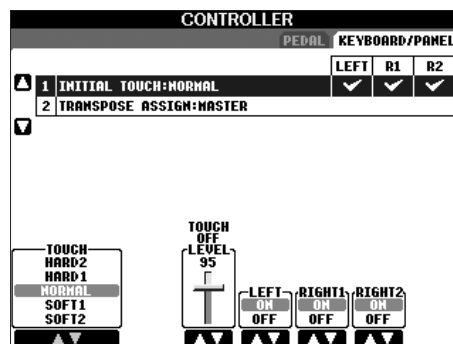 CONTROLLER
PEDAL KEYBOARD/PANEL
LEFT R1 R2
1 INITIAL TOUCH:NORMAL
2 TRANSPOSE ASSIGN:MASTER
TOUCH
HARD2
HARD1
NORMAL
SOFT1
SOFT2
TOUCH
OFF
LEVEL
95
LEFT RIGHT1 RIGHT2
ON ON ON
OFF OFF OFF